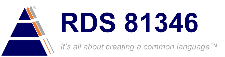 RDS 81346
it's all about creating a common language™